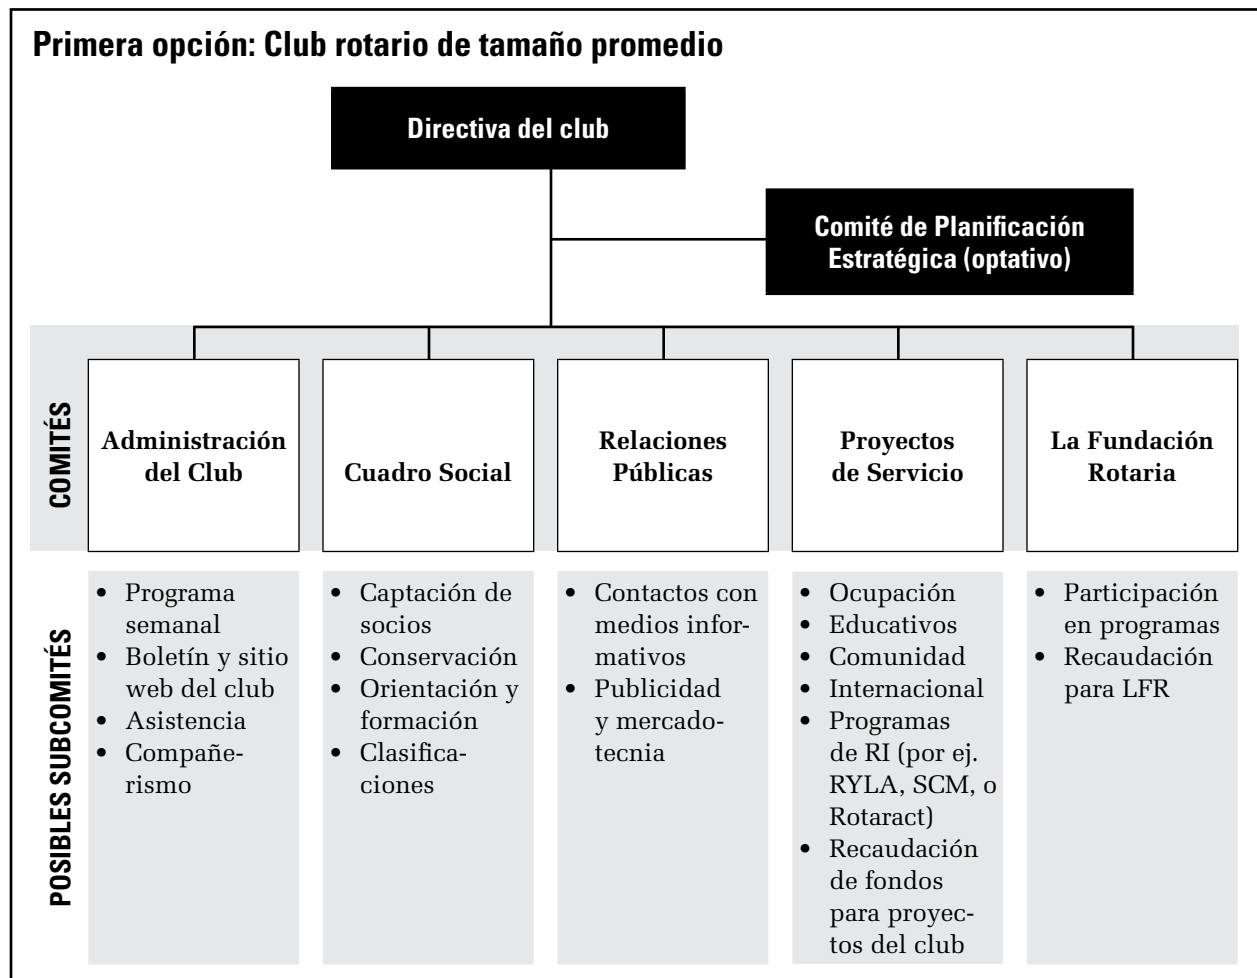 Primera opción: Club rotario de tamaño promedio
Directiva del club
Comité de Planificación
Estratégica (optativo)
COMITÉS
Administración
del Club
Cuadro Social
Relaciones
Públicas
Proyectos
de Servicio
La Fundación
Rotaria
POSIBLES SUBCOMITÉS
• Programa
semanal
• Boletín y sitio
web del club
• Asistencia
• Compañe-
rismo
• Captación de
socios
• Conservación
• Orientación y
formación
• Clasifica-
ciones
• Contactos con
medios infor-
mativos
• Publicidad
y mercado-
tecnia
• Ocupación
• Educativos
• Comunidad
• Internacional
• Programas
de RI (por ej.
RYLA, SCM, o
Rotaract)
• Recaudación
de fondos
para proyec-
tos del club
• Participación
en programas
• Recaudación
para LFR